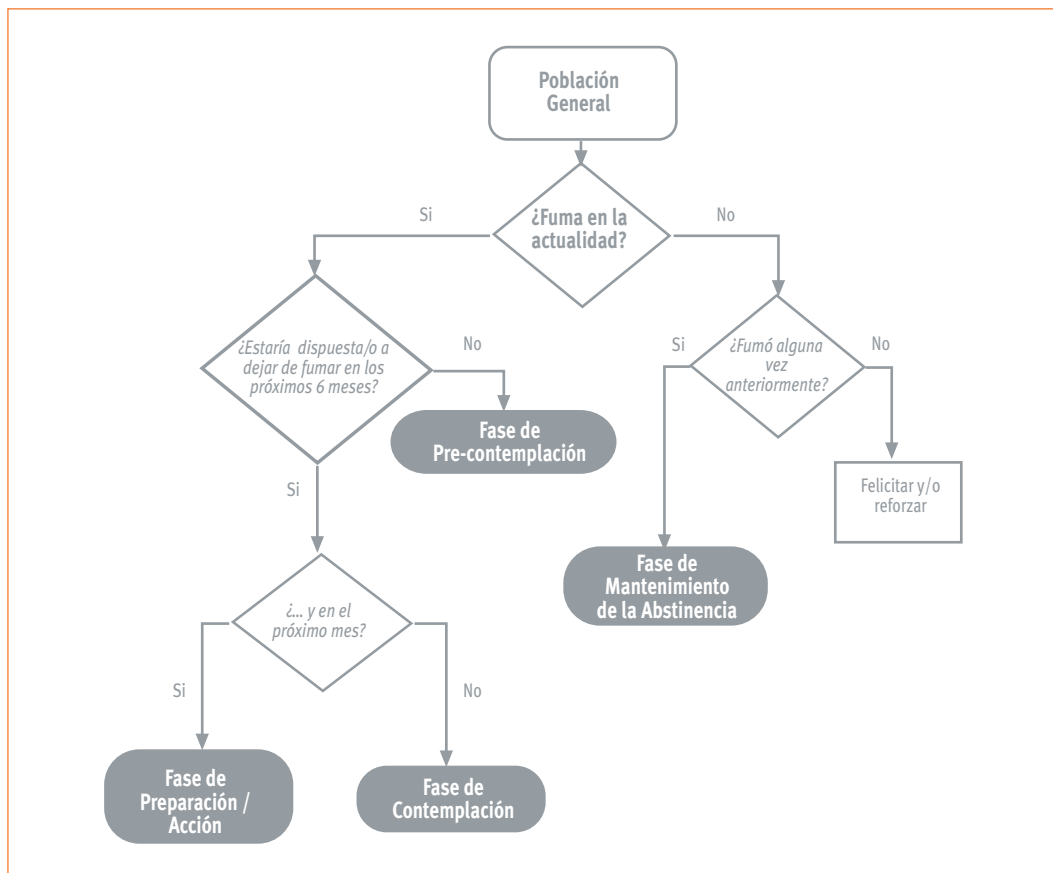 Población
General
Si
¿Fuma en la
actualidad?
No
¿Estaría dispuesta/o a
dejar de fumar en los
próximos 6 meses?
No
Si
¿Fumó alguna
vez
anteriormente?
No
Fase de
Pre-contemplación
Felicitar y/o
reforzar
Si
Fase de
Mantenimiento
de la Abstinencia
¿... y en el
próximo mes?
Si
No
Fase de
Preparación /
Acción
Fase de
Contemplación